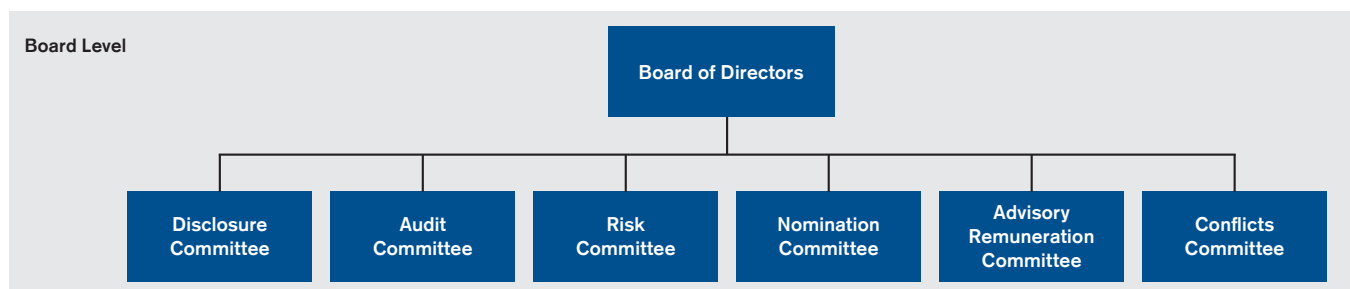 Board Level
Board of Directors
Disclosure
Committee
Audit
Committee
Risk
Committee
Nomination
Committee
Advisory
Remuneration
Committee
Conflicts
Committee